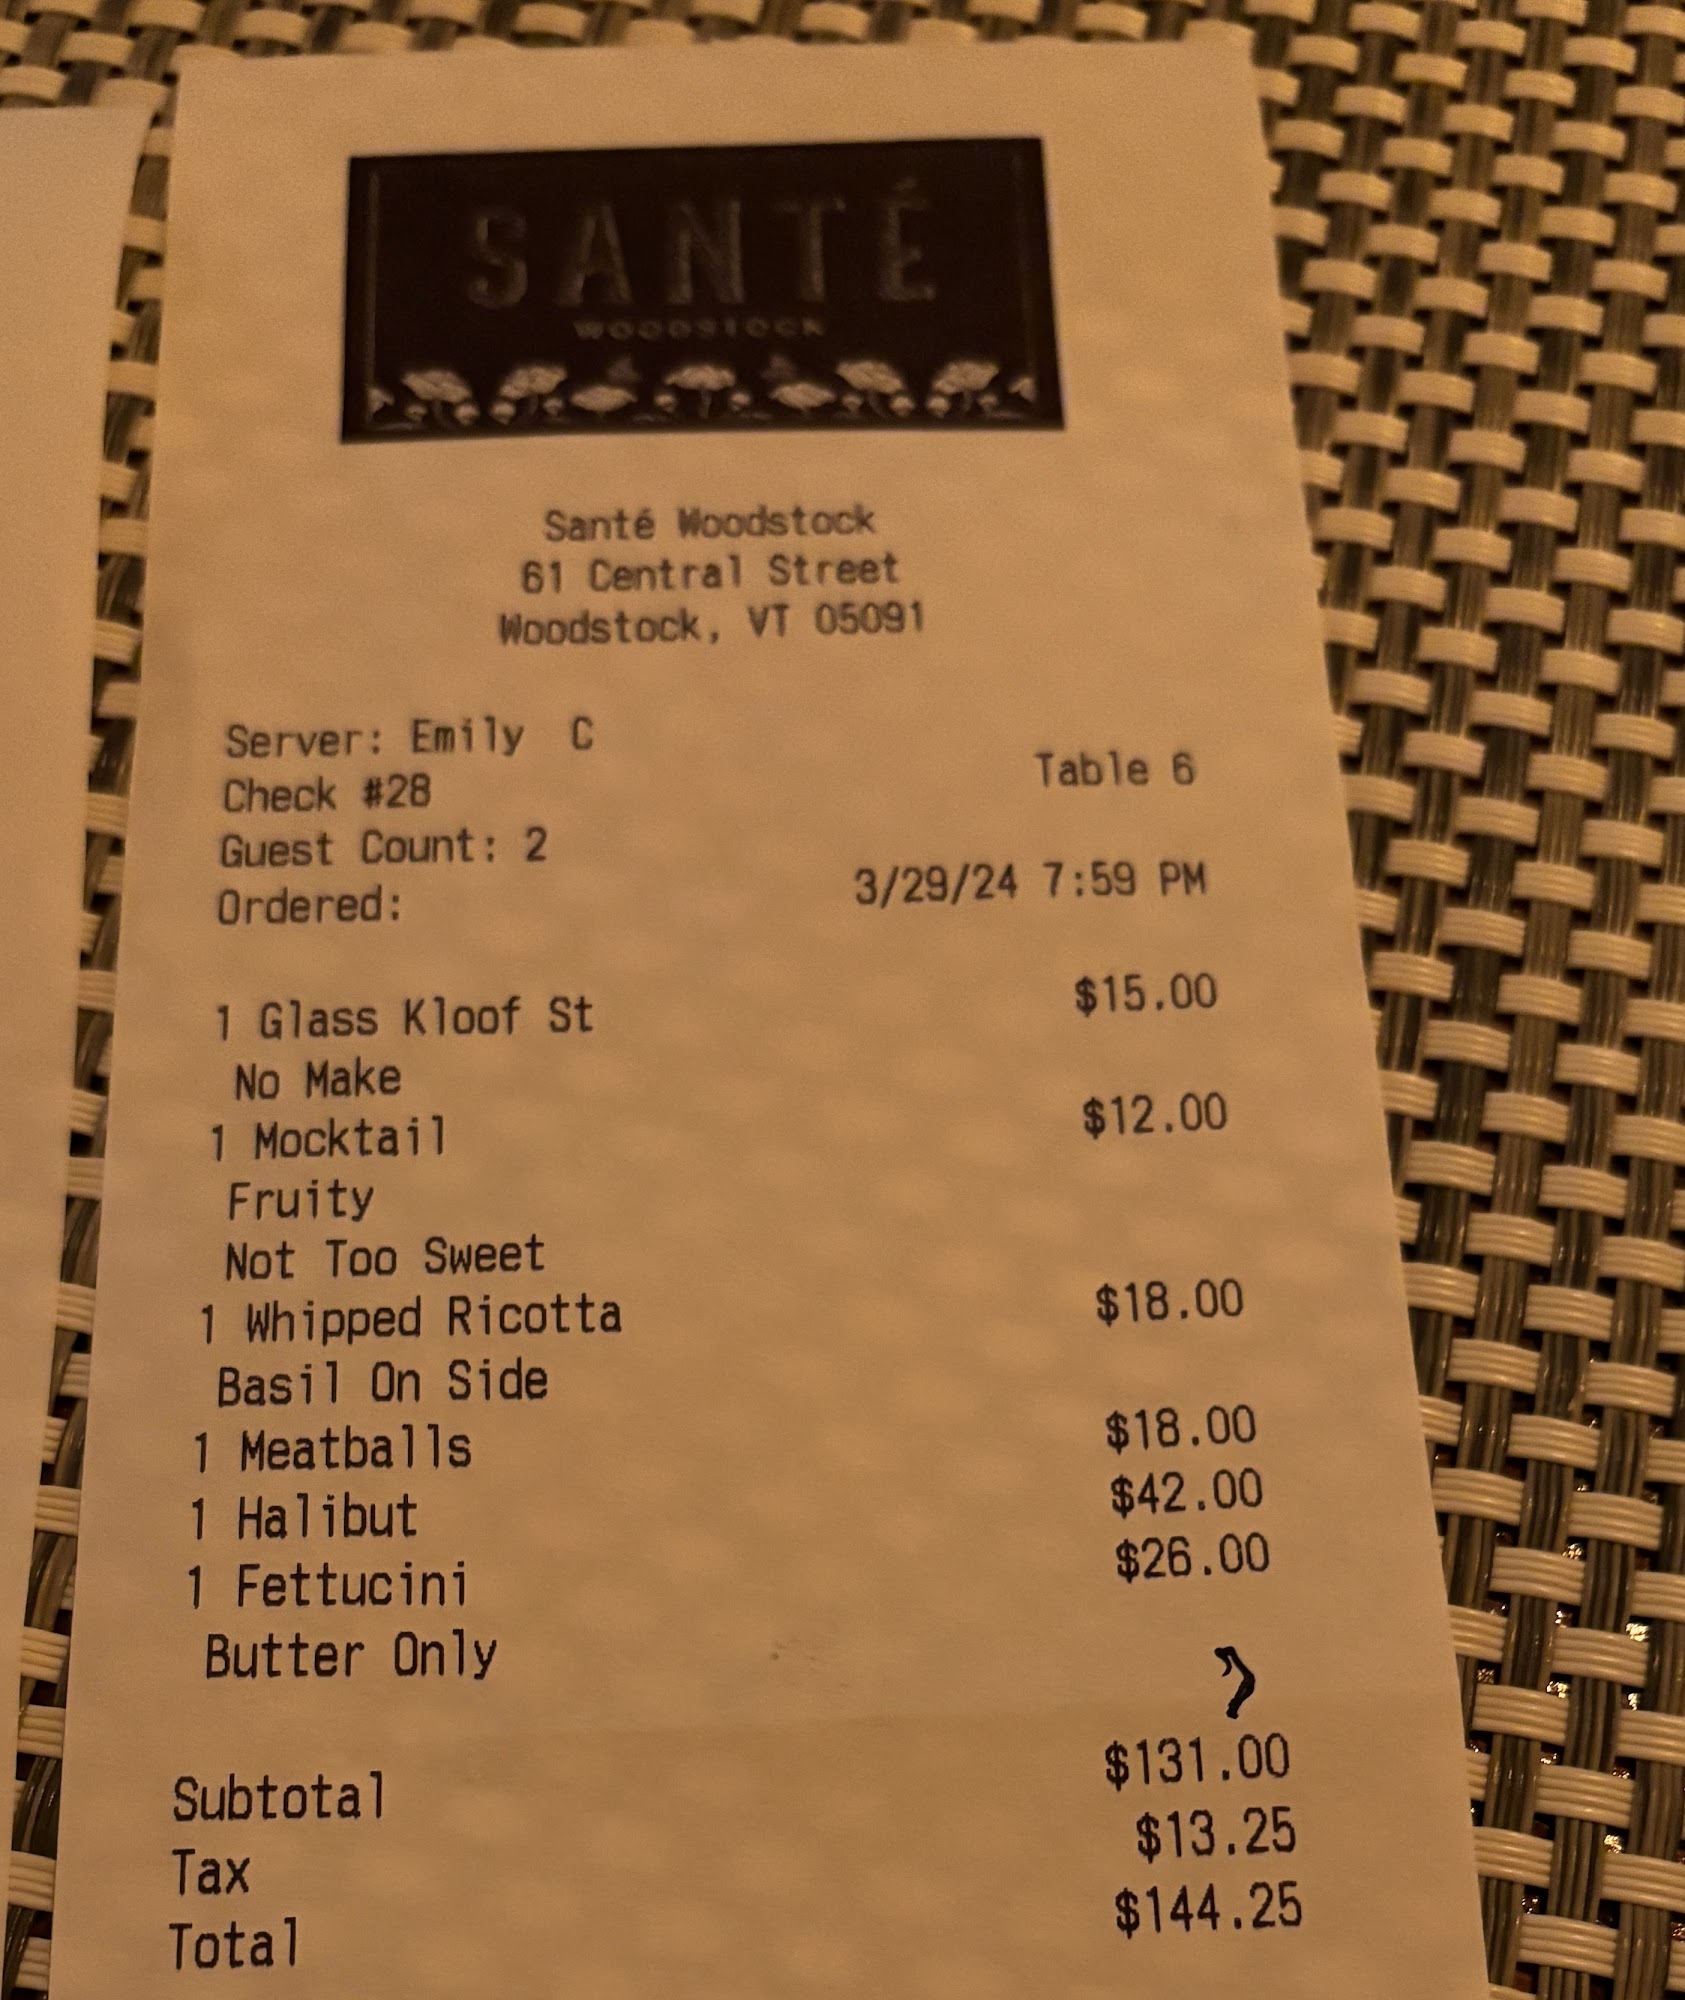 SANTÉ
WOODSTOCK
Santé Woodstock
61 Central Street
Woodstock, VT 05091
Server: Emily C
Check #28 Table 6
Guest Count: 2
Ordered: 3/29/24 7:59 PM
1 Glass Kloof St $15.00
No Make
1 Mocktail $12.00
Fruity
Not Too Sweet
1 Whipped Ricotta $18.00
Basil On Side
1 Meatballs $18.00
1 Halibut $42.00
1 Fettucini $26.00
Butter Only
Subtotal $131.00
Tax $13.25
Total $144.25